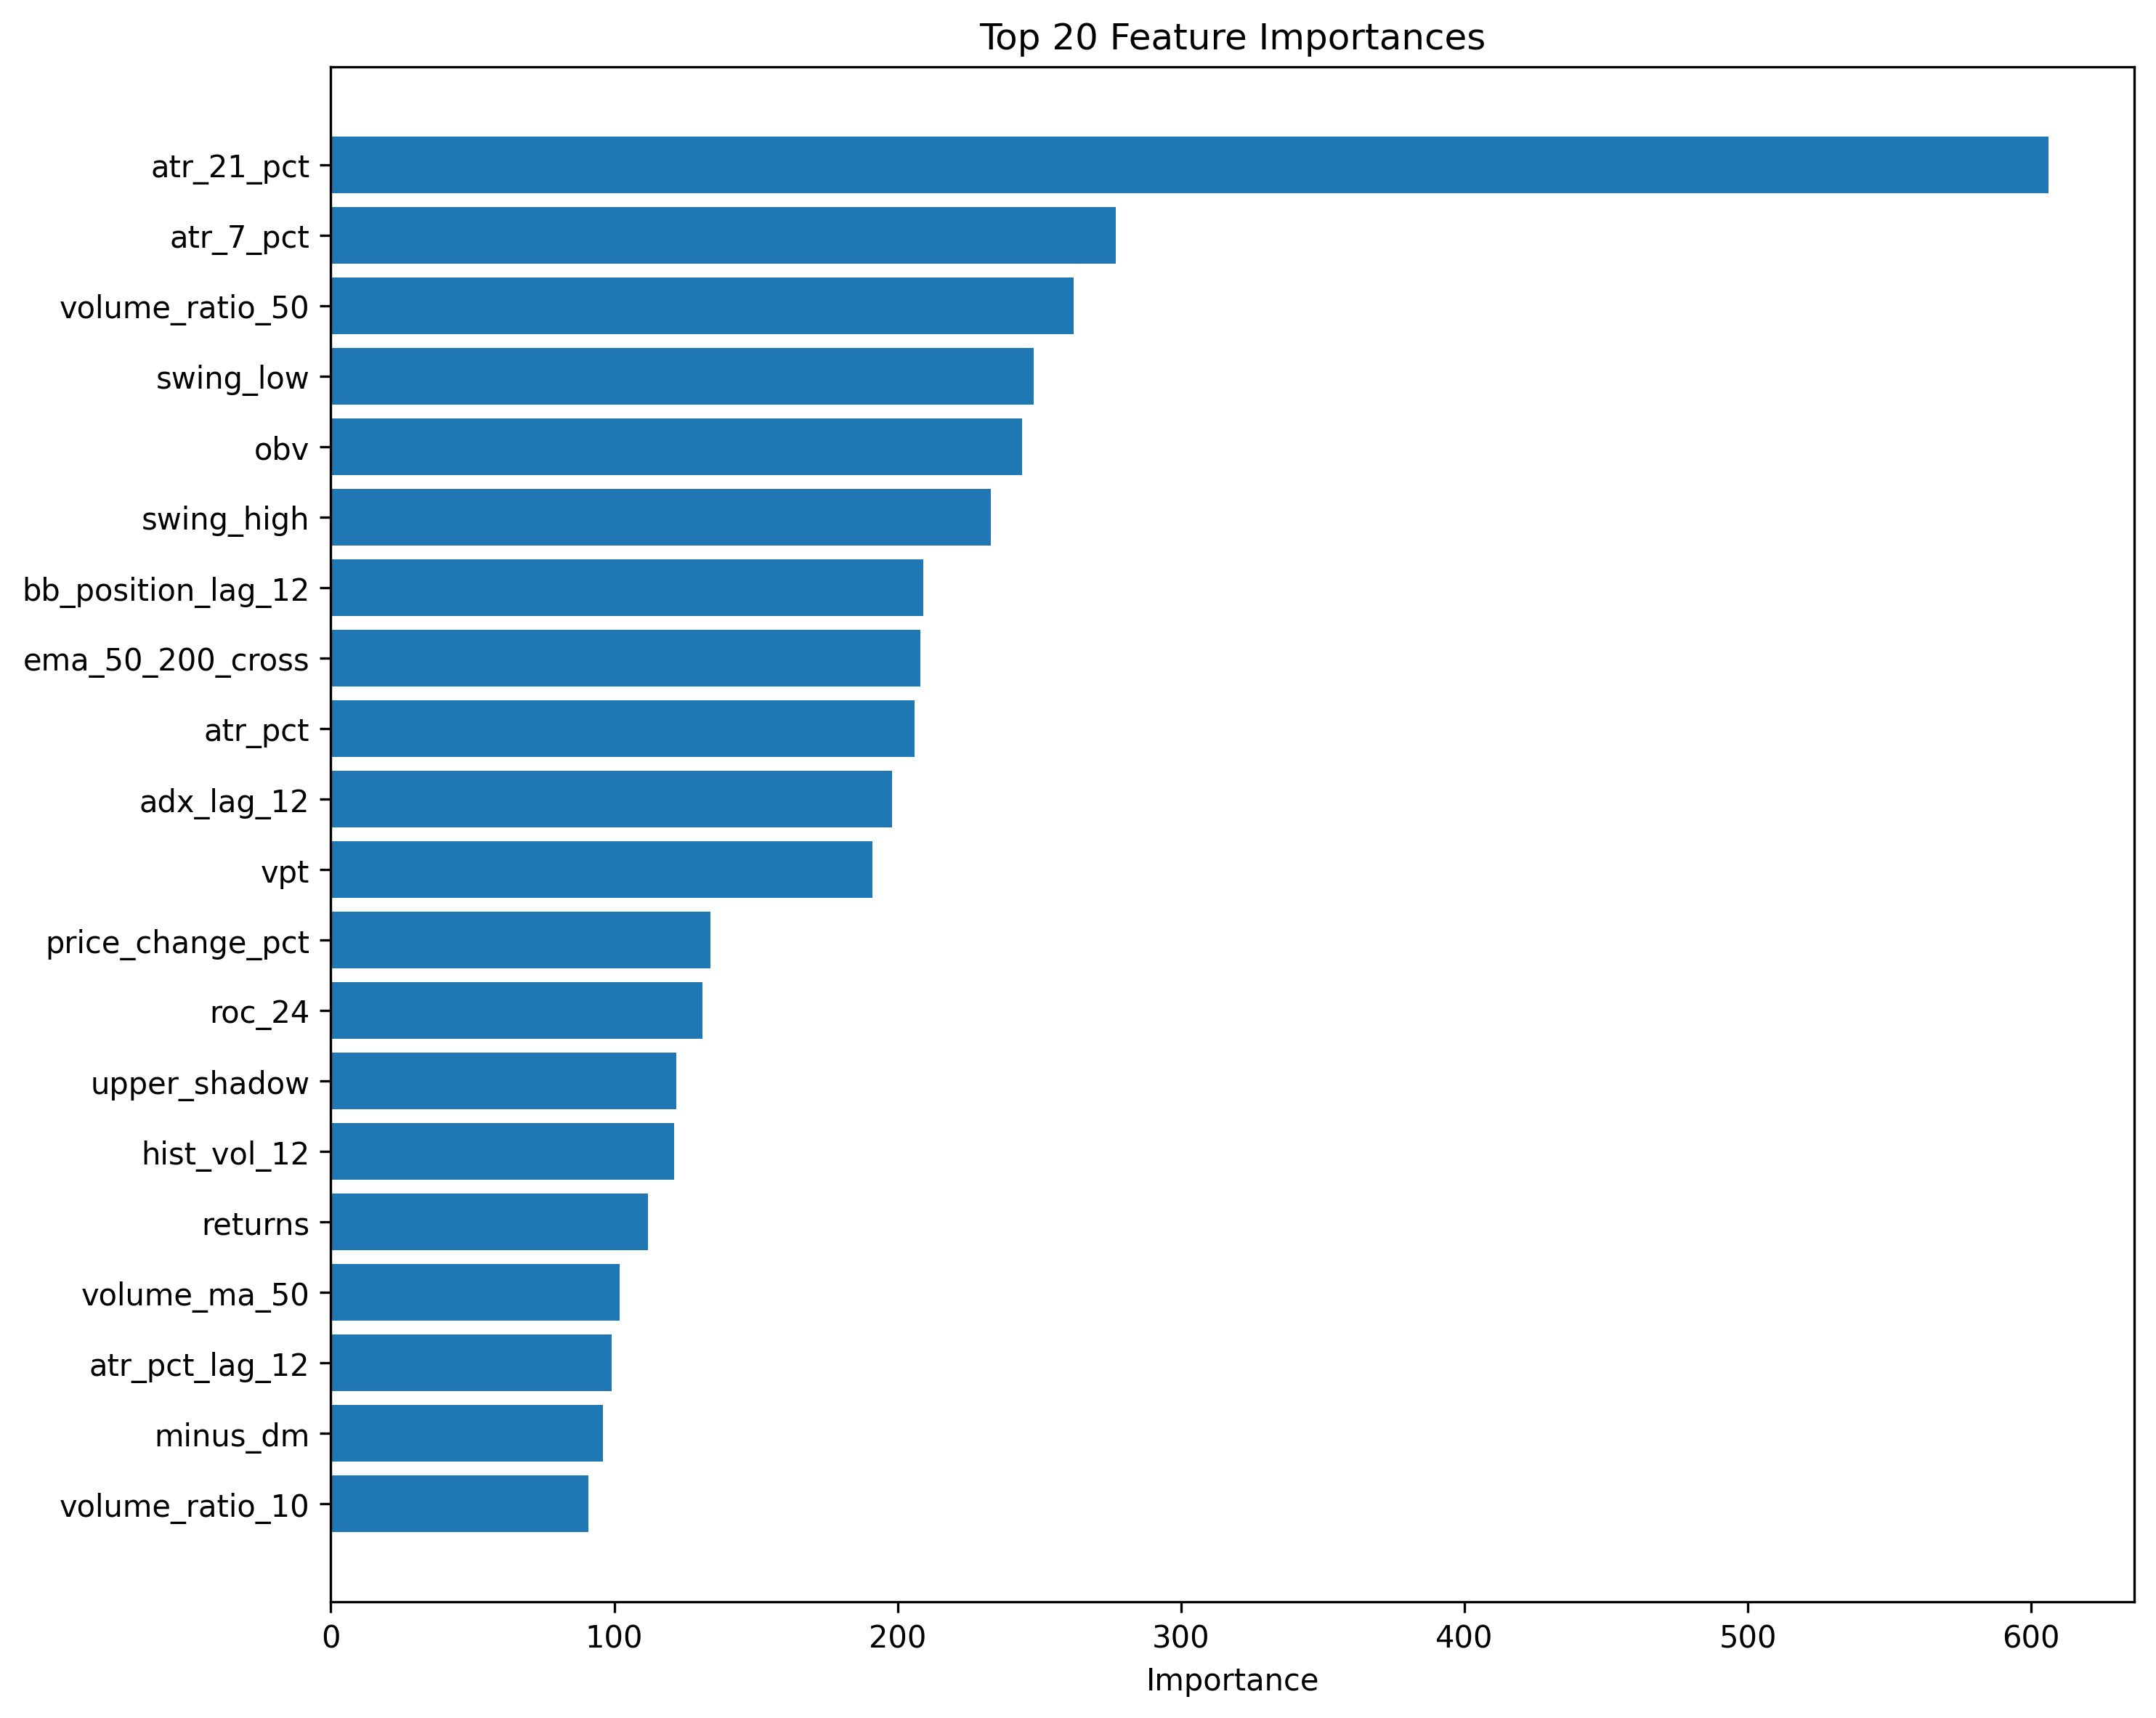 Top 20 Feature Importances
atr_21_pct
atr_7_pct
volume_ratio_50
swing_low
obv
swing_high
bb_position_lag_12
ema_50_200_cross
atr_pct
adx_lag_12
vpt
price_change_pct
roc_24
upper_shadow
hist_vol_12
returns
volume_ma_50
atr_pct_lag_12
minus_dm
volume_ratio_10
0 100 200 300 400 500 600
Importance